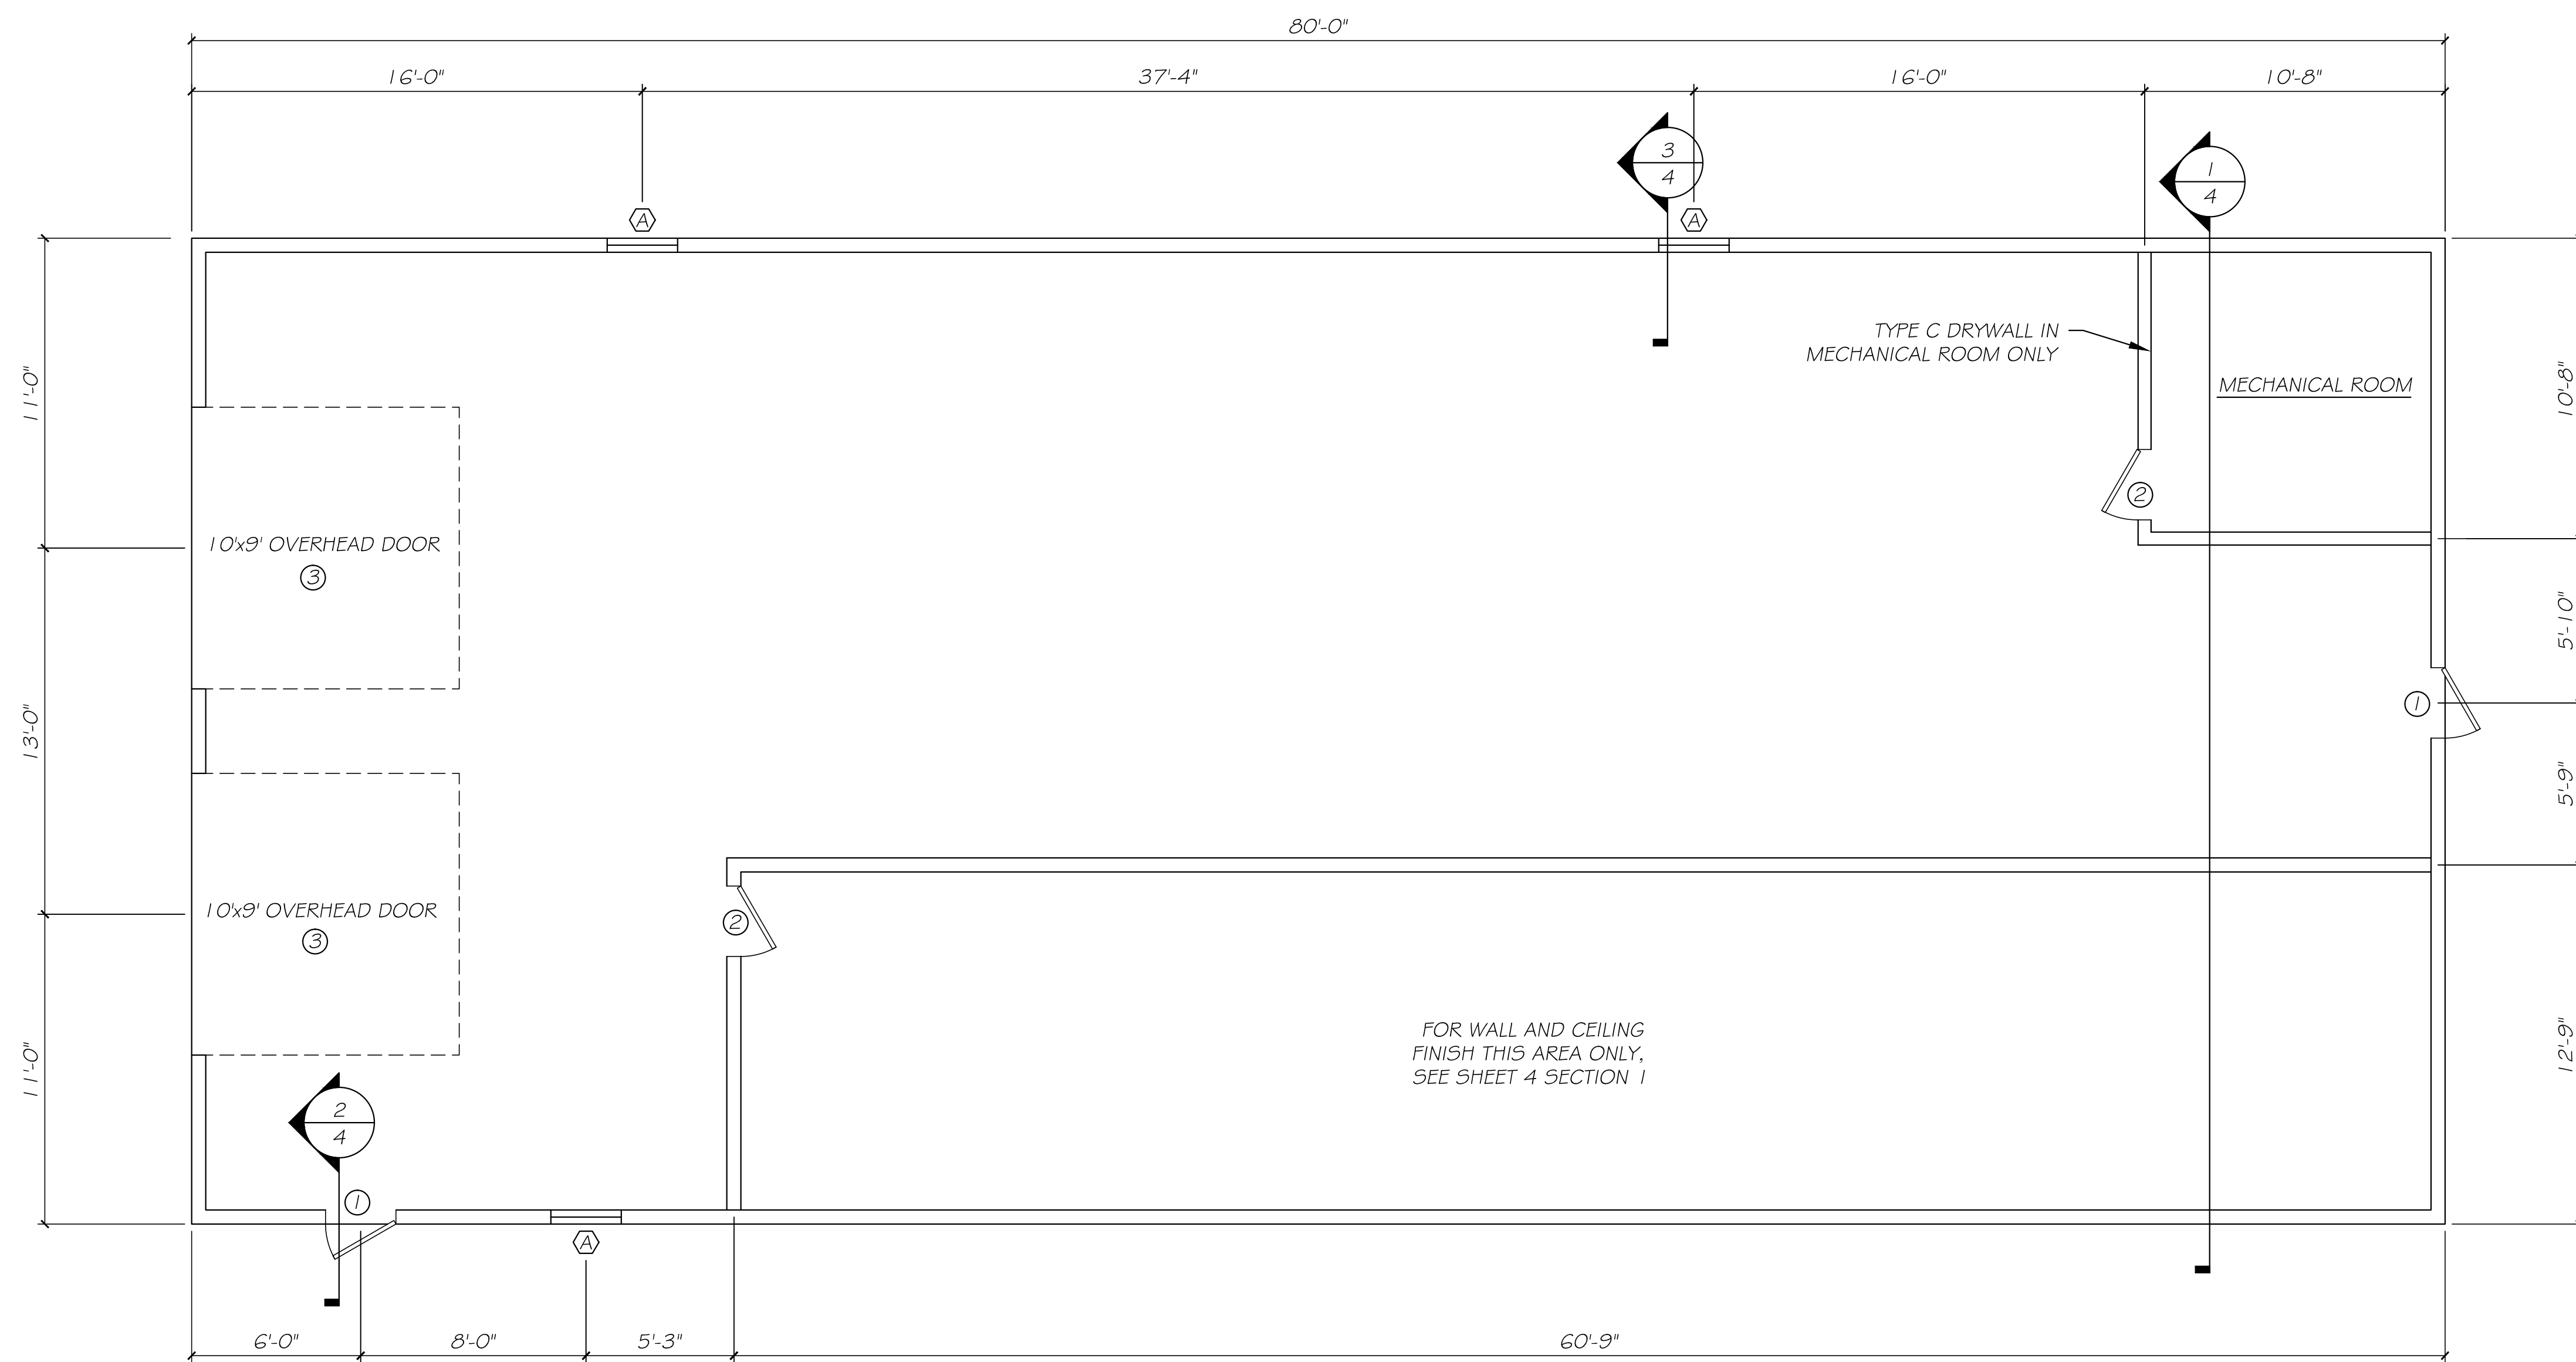 80'-0"
16'-0"
37'-4"
16'-0"
10'-8"
3
4
1
4
A
A
TYPE C DRYWALL IN
MECHANICAL ROOM ONLY
MECHANICAL ROOM
11'-0"
10'-8"
2
10'x9' OVERHEAD DOOR
3
5'-10"
13'-0"
1
5'-9"
10'x9' OVERHEAD DOOR
3
2
FOR WALL AND CEILING
FINISH THIS AREA ONLY,
SEE SHEET 4 SECTION 1
11'-0"
12'-9"
2
4
1
A
6'-0"
8'-0"
5'-3"
60'-9"